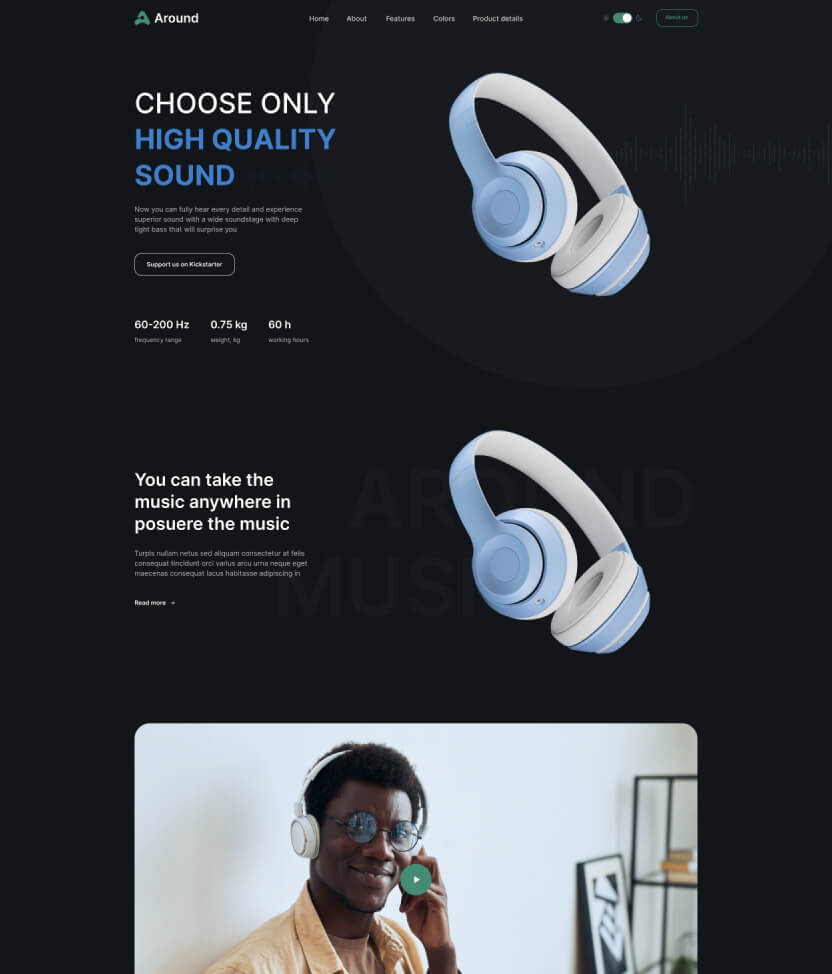 Around
Home About Features Colors Product details
About us
CHOOSE ONLY
HIGH QUALITY
SOUND
Now you can fully hear every detail and experience
superior sound with a wide soundstage with deep
tight bass that will surprise you
Support us on Kickstarter
60-200 Hz 0.75 kg 60 h
frequency range weight, kg working hours
AROUND
MUSIC
You can take the
music anywhere in
posuere the music
Turpis nullam netus sed aliquam consectetur at felis
consequat tincidunt orci varius arcu urna neque eget
maecenas consequat lacus habitasse adipiscing in
Read more →